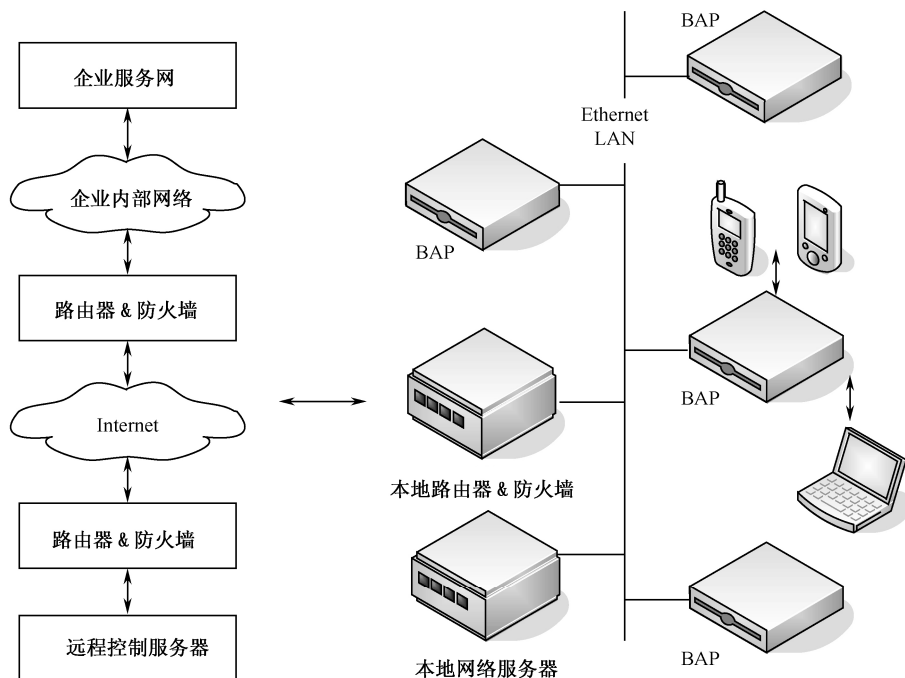 企业服务网
企业内部网络
路由器 & 防火墙
Internet
路由器 & 防火墙
远程控制服务器
BAP
Ethernet
LAN
BAP
BAP
本地路由器 & 防火墙
本地网络服务器
BAP